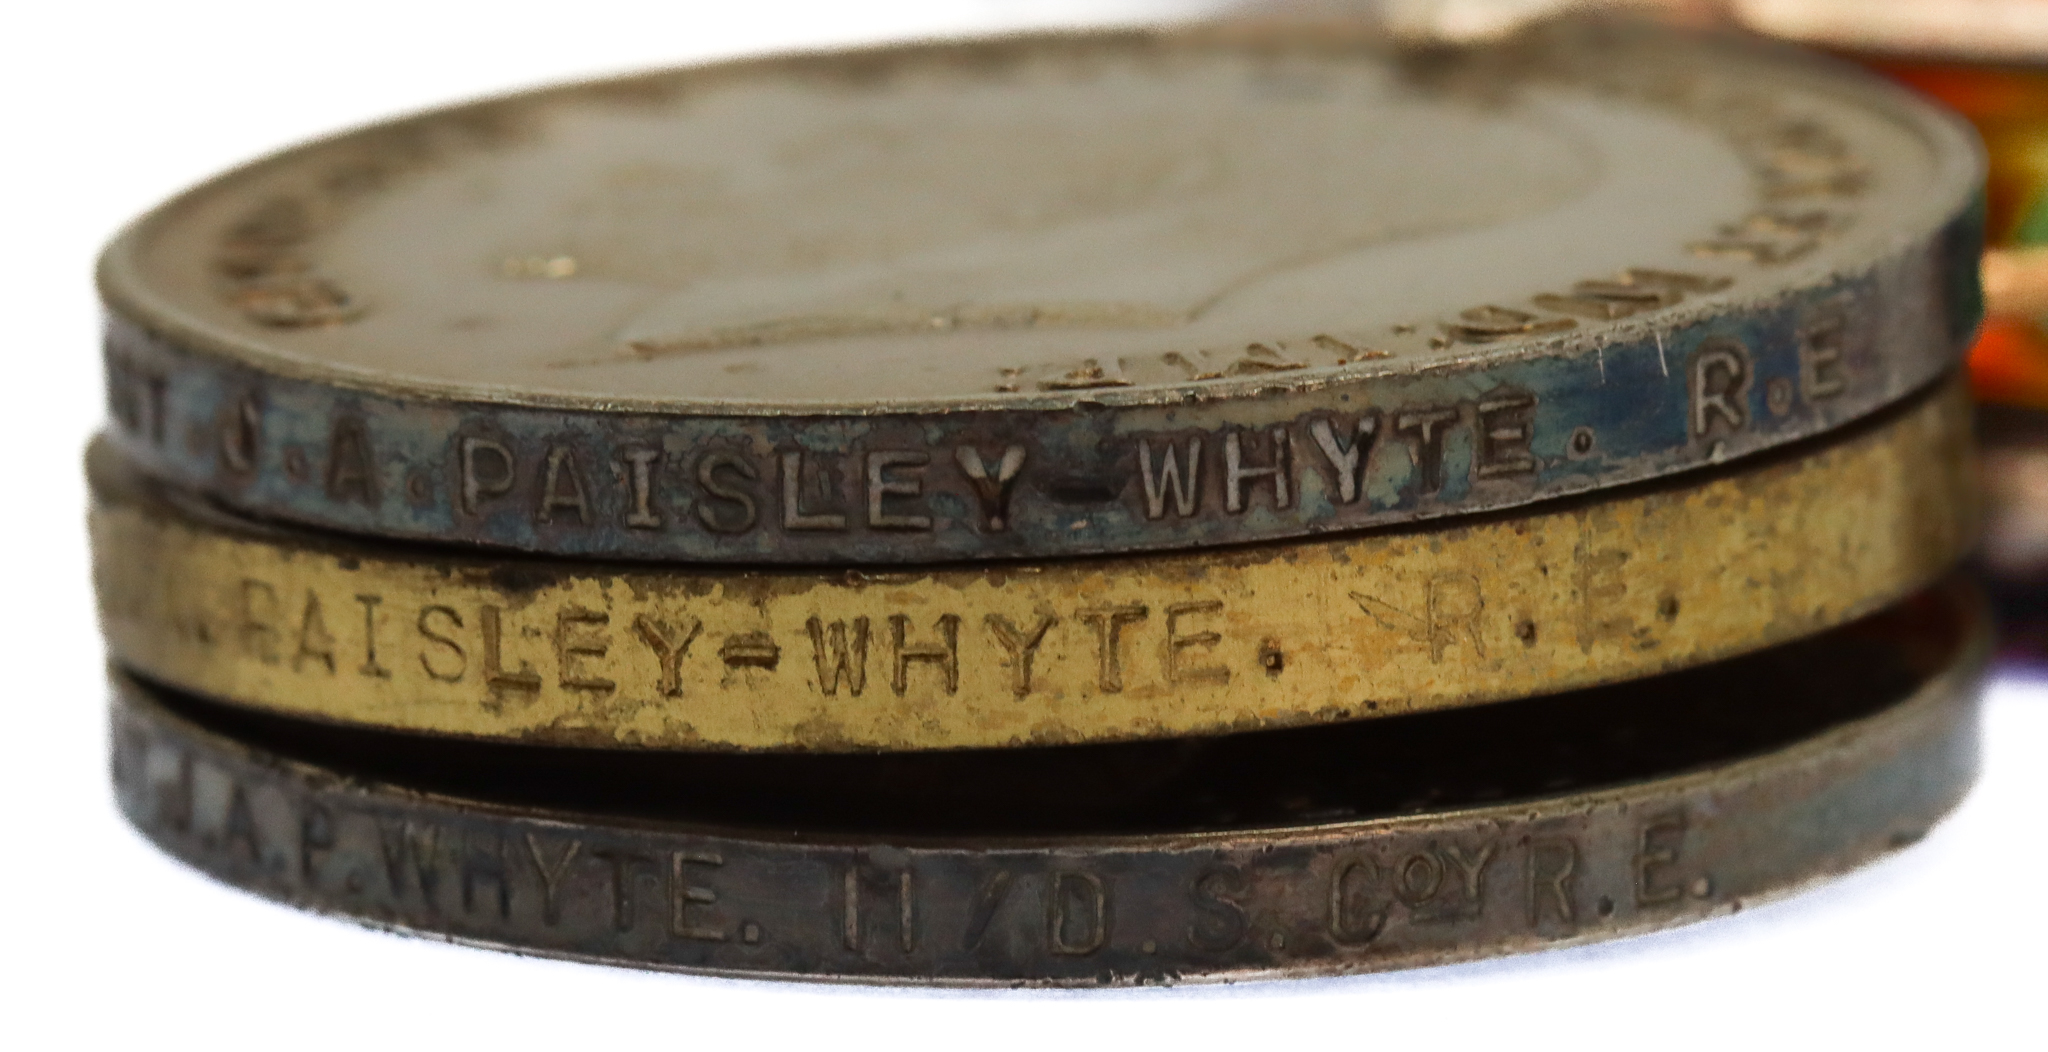 J.A.PAISLEY-WHYTE. R.E
PAISLEY=WHYTE. R.E.
J.A.P.WHYTE. 11/D.S.COY R.E.